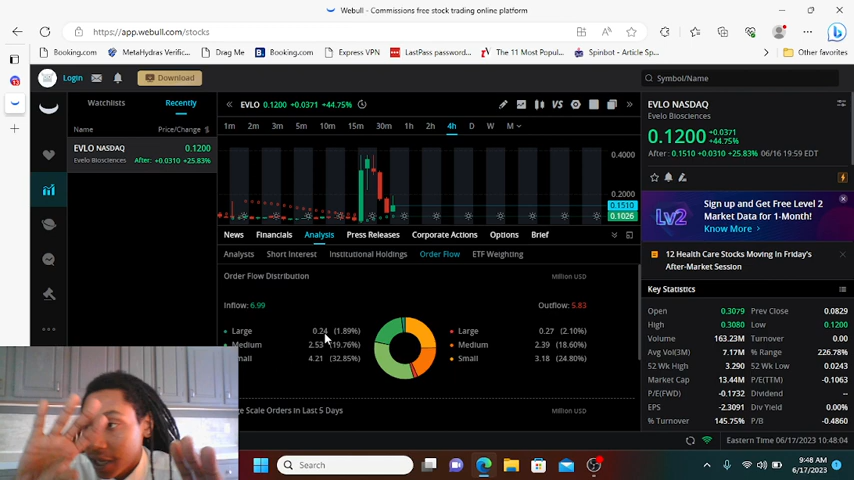 Webull - Commissions free stock trading online platform
https://app.webull.com/stocks
Booking.com
MetaHydras Verific...
Drag Me
Booking.com
Express VPN
LastPass password...
The 11 Most Popul...
Spinbot - Article Sp...
Other favorites
Login
Download
Symbol/Name
Watchlists Recently
Name Price/Change
EVLO NASDAQ 0.1200
Evelo Biosciences After: +0.0310 +25.83%
EVLO 0.1200 +0.0371 +44.75%
VS
1m 2m 3m 5m 10m 15m 30m 1h 2h 4h D W M
0.4000
0.2000
0.1510
0.1026
News Financials Analysis Press Releases Corporate Actions Options Brief
Analysts Short Interest Institutional Holdings Order Flow ETF Weighting
Order Flow Distribution Million USD
Inflow: 6.99 Outflow: 5.83
Large 0.24 (1.89%)
Medium 2.53 (19.76%)
mall 4.21 (32.85%)
Large 0.27 (2.10%)
Medium 2.39 (18.60%)
Small 3.18 (24.80%)
ge Scale Orders In Last 5 Days Million USD
EVLO NASDAQ
Evelo Biosciences
0.1200 +0.0371
+44.75%
After: 0.1510 +0.0310 +25.83% 06/16 19:59 EDT
Lv2
Sign up and Get Free Level 2
Market Data for 1-Month!
Know More >
12 Health Care Stocks Moving In Friday's
After-Market Session
Key Statistics
Open 0.3079 Prev Close 0.0829
High 0.3080 Low 0.1200
Volume 163.23M Turnover 0.00
Avg Vol(3M) 7.17M % Range 226.78%
52 Wk High 3.290 52 Wk Low 0.0243
Market Cap 13.44M P/E(TTM) -0.1063
P/E(FWD) -0.1732 Dividend --
EPS -2.3091 Div Yield 0.00%
% Turnover 145.75% P/B -0.4860
Eastern Time 06/17/2023 10:48:04
Search
9:48 AM
6/17/2023